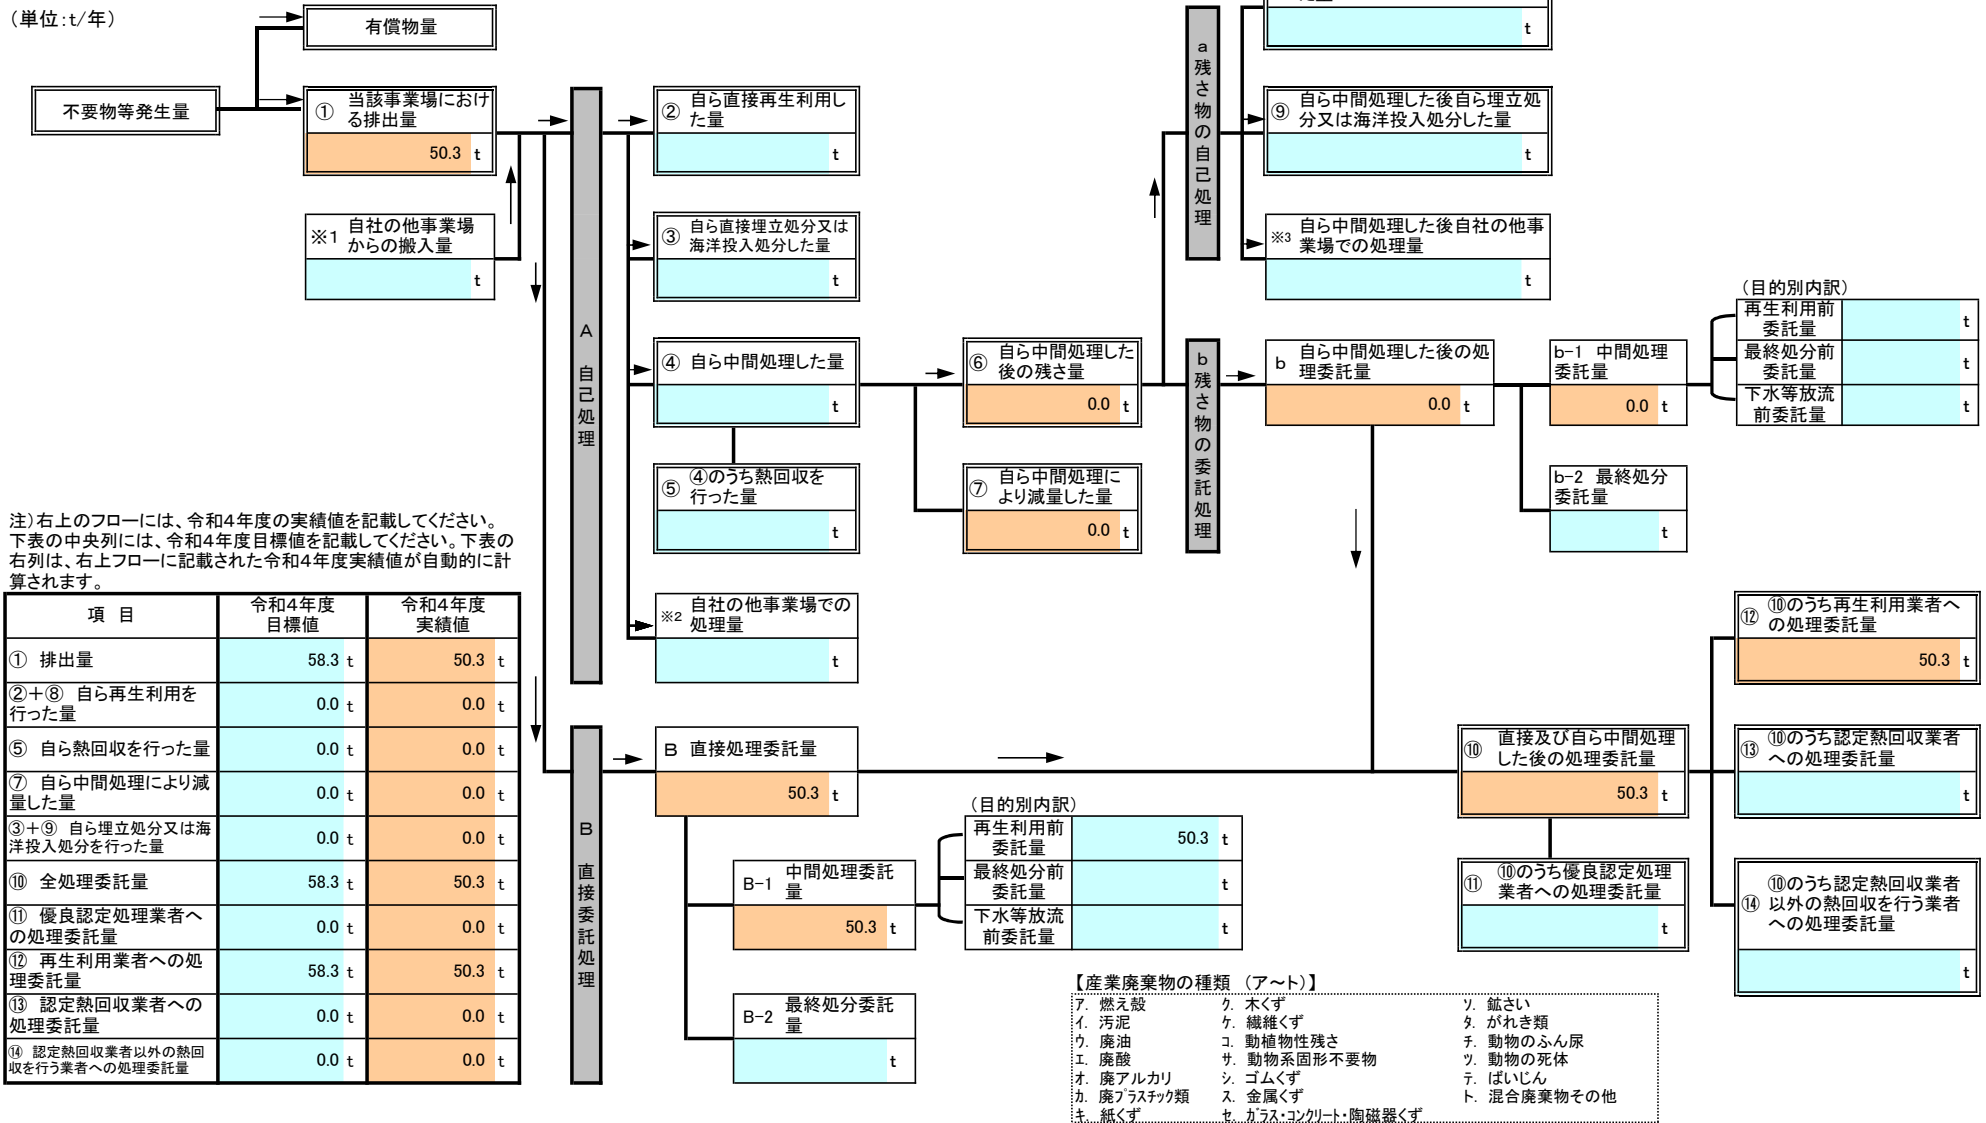 （単位:ｔ/年）
有償物量
不要物等発生量
① 当該事業場におけ
る排出量
50.3 t
※1 自社の他事業場
からの搬入量
t
A 自己処理
② 自ら直接再生利用し
た量
t
③ 自ら直接埋立処分又は
海洋投入処分した量
t
④ 自ら中間処理した量
t
⑤ ④のうち熱回収を
行った量
t
※2 自社の他事業場での
処理量
t
⑥ 自ら中間処理した
後の残さ量
0.0 t
⑦ 自ら中間処理に
より減量した量
0.0 t
a残さ物の自己処理
t
⑨ 自ら中間処理した後自ら埋立処
分又は海洋投入処分した量
t
※3 自ら中間処理した後自社の他事
業場での処理量
t
b残さ物の委託処理
b 自ら中間処理した後の処
理委託量
0.0 t
b-1 中間処理
委託量
0.0 t
b-2 最終処分
委託量
t
（目的別内訳）
再生利用前
委託量
t
最終処分前
委託量
t
下水等放流
前委託量
t
注）右上のフローには、令和４年度の実績値を記載してください。
下表の中央列には、令和４年度目標値を記載してください。下表の
右列は、右上フローに記載された令和４年度実績値が自動的に計
算されます。
項 目 令和４年度
目標値 令和４年度
実績値
① 排出量 58.3 t 50.3 t
②＋⑧ 自ら再生利用を
行った量 0.0 t 0.0 t
⑤ 自ら熱回収を行った量 0.0 t 0.0 t
⑦ 自ら中間処理により減
量した量 0.0 t 0.0 t
③＋⑨ 自ら埋立処分又は海
洋投入処分を行った量 0.0 t 0.0 t
⑩ 全処理委託量 58.3 t 50.3 t
⑪ 優良認定処理業者へ
の処理委託量 0.0 t 0.0 t
⑫ 再生利用業者への処
理委託量 58.3 t 50.3 t
⑬ 認定熱回収業者への
処理委託量 0.0 t 0.0 t
⑭ 認定熱回収業者以外の熱回
収を行う業者への処理委託量 0.0 t 0.0 t
B 直接委託処理
B 直接処理委託量
50.3 t
B-1 中間処理委託
量
50.3 t
B-2 最終処分委託
量
t
（目的別内訳）
再生利用前
委託量
50.3 t
最終処分前
委託量
t
下水等放流
前委託量
t
⑩ 直接及び自ら中間処理
した後の処理委託量
50.3 t
⑪ ⑩のうち優良認定処理
業者への処理委託量
t
⑫ ⑩のうち再生利用業者へ
の処理委託量
50.3 t
⑬ ⑩のうち認定熱回収業者
への処理委託量
t
⑭ ⑩のうち認定熱回収業者
以外の熱回収を行う業者
への処理委託量
t
【産業廃棄物の種類 （ア～ト）】
ア. 燃え殻 ク. 木くず ソ. 鉱さい
イ. 汚泥 ケ. 繊維くず タ. がれき類
ウ. 廃油 コ. 動植物性残さ チ. 動物のふん尿
エ. 廃酸 サ. 動物系固形不要物 ツ. 動物の死体
オ. 廃アルカリ シ. ゴムくず テ. ばいじん
カ. 廃プラスチック類 ス. 金属くず ト. 混合廃棄物その他
キ. 紙くず セ. ガラス・コンクリート・陶磁器くず